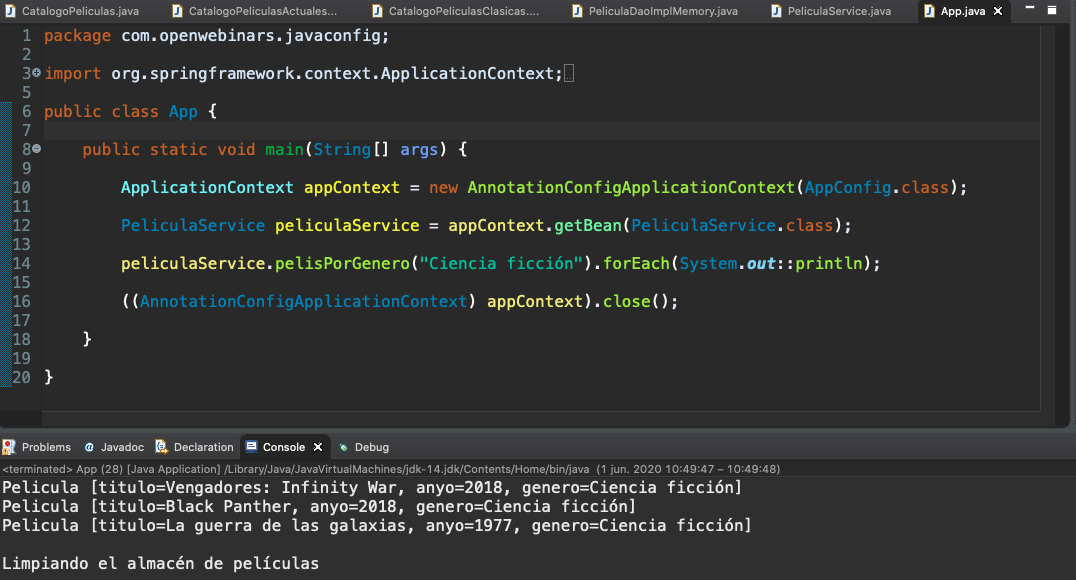 CatalogoPeliculas.java CatalogoPeliculasActuales... CatalogoPeliculasClasicas.... PeliculaDaoImplMemory.java PeliculaService.java App.java
1 package com.openwebinars.javaconfig;
2
3 import org.springframework.context.ApplicationContext;
5
6 public class App {
7
8 public static void main(String[] args) {
9
10 ApplicationContext appContext = new AnnotationConfigApplicationContext(AppConfig.class);
11
12 PeliculaService peliculaService = appContext.getBean(PeliculaService.class);
13
14 peliculaService.pelisPorGenero("Ciencia ficción").forEach(System.out::println);
15
16 ((AnnotationConfigApplicationContext) appContext).close();
17
18 }
19
20 }
Problems Javadoc Declaration Console Debug
<terminated> App (28) [Java Application] /Library/Java/JavaVirtualMachines/jdk-14.jdk/Contents/Home/bin/java (1 jun. 2020 10:49:47 – 10:49:48)
Pelicula [titulo=Vengadores: Infinity War, anyo=2018, genero=Ciencia ficción]
Pelicula [titulo=Black Panther, anyo=2018, genero=Ciencia ficción]
Pelicula [titulo=La guerra de las galaxias, anyo=1977, genero=Ciencia ficción]
Limpiando el almacén de películas